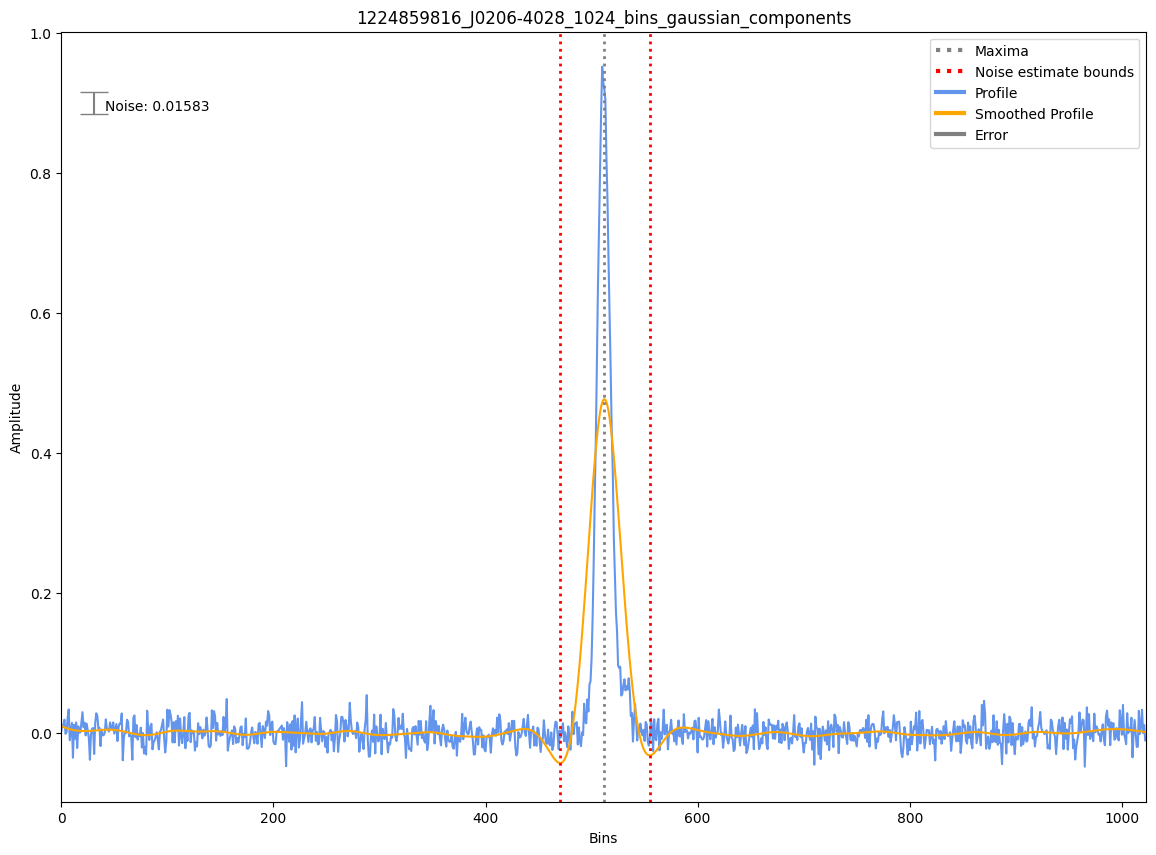 1224859816_J0206-4028_1024_bins_gaussian_components
1.0
0.8
0.6
0.4
0.2
0.0
Amplitude
Noise: 0.01583
Maxima
Noise estimate bounds
Profile
Smoothed Profile
Error
0
200
400
600
800
1000
Bins